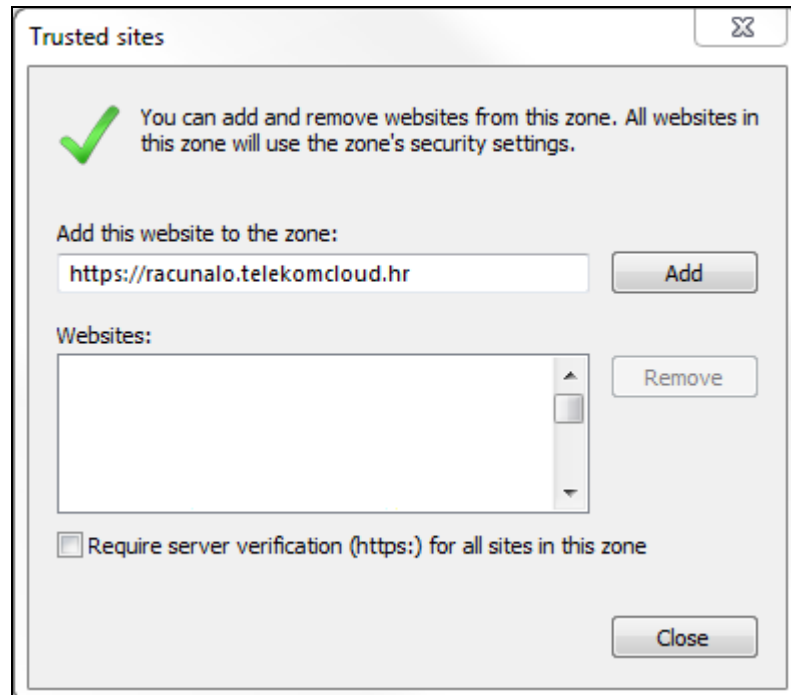 Trusted sites
You can add and remove websites from this zone. All websites in
this zone will use the zone's security settings.
Add this website to the zone:
https://racunalo.telekomcloud.hr
Add
Websites:
Remove
Require server verification (https:) for all sites in this zone
Close